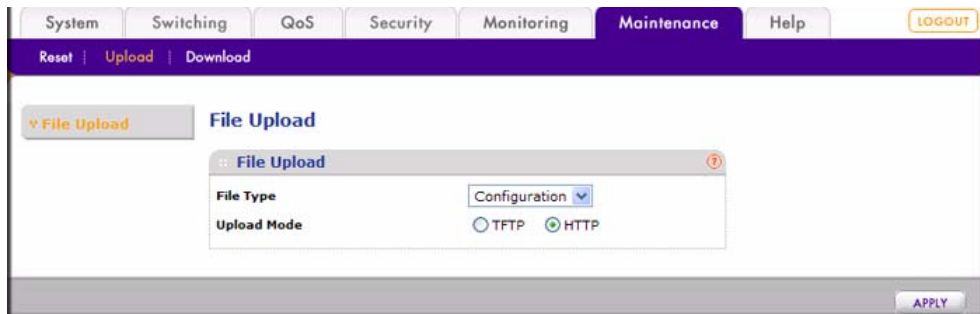 System Switching QoS Security Monitoring Maintenance Help LOGOUT
Reset Upload Download
File Upload
File Upload
File Upload
File Type Configuration
Upload Mode TFTP HTTP
APPLY